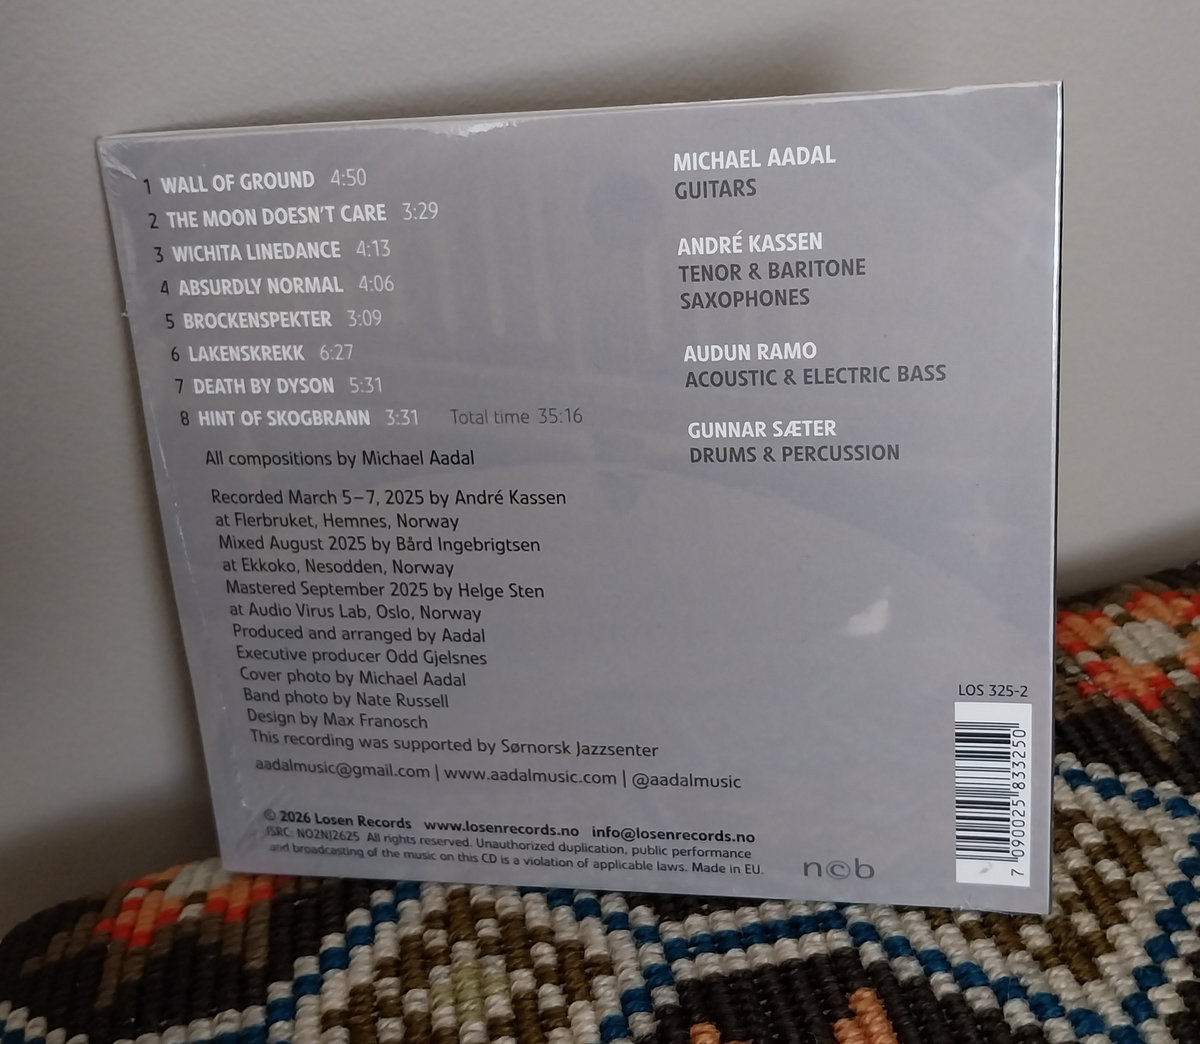 1 WALL OF GROUND 4:50
2 THE MOON DOESN'T CARE 3:29
3 WICHITA LINEDANCE 4:13
4 ABSURDLY NORMAL 4:06
5 BROCKENSPEKTER 3:09
6 LAKENSKREKK 6:27
7 DEATH BY DYSON 5:31
8 HINT OF SKOGBRANN 3:31 Total time 35:16
All compositions by Michael Aadal
Recorded March 5–7, 2025 by André Kassen
at Flerbruket, Hemnes, Norway
Mixed August 2025 by Bård Ingebrigtsen
at Ekkoko, Nesodden, Norway
Mastered September 2025 by Helge Sten
at Audio Virus Lab, Oslo, Norway
Produced and arranged by Aadal
Executive producer Odd Gjelsnes
Cover photo by Michael Aadal
Band photo by Nate Russell
Design by Max Franosch
This recording was supported by Sørnorsk Jazzsenter
aadalmusic@gmail.com | www.aadalmusic.com | @aadalmusic
© 2026 Losen Records www.losenrecords.no info@losenrecords.no
ISRC: NO2NJ2625 All rights reserved. Unauthorized duplication, public performance
and broadcasting of the music on this CD is a violation of applicable laws. Made in EU.
MICHAEL AADAL
GUITARS
ANDRÉ KASSEN
TENOR & BARITONE
SAXOPHONES
AUDUN RAMO
ACOUSTIC & ELECTRIC BASS
GUNNAR SÆTER
DRUMS & PERCUSSION
n©b
LOS 325-2
7 090025 833250